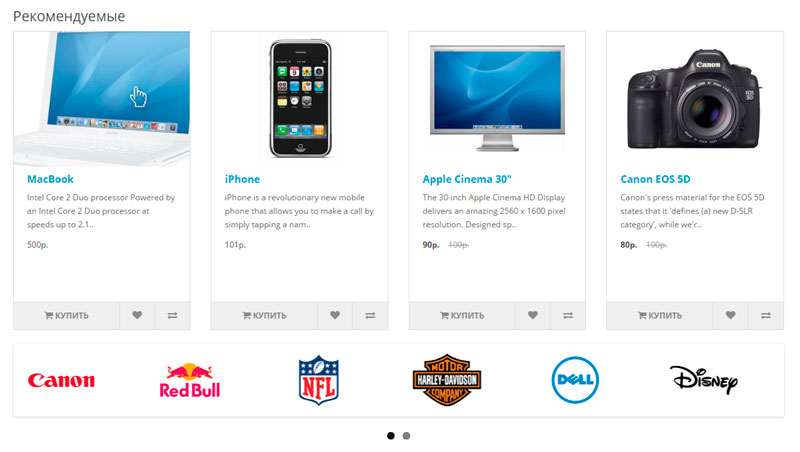 Рекомендуемые
MacBook
Intel Core 2 Duo processor Powered by
an Intel Core 2 Duo processor at
speeds up to 2.1..
500р.
КУПИТЬ
iPhone
iPhone is a revolutionary new mobile
phone that allows you to make a call by
simply tapping a nam..
101р.
КУПИТЬ
Apple Cinema 30"
The 30-inch Apple Cinema HD Display
delivers an amazing 2560 x 1600 pixel
resolution. Designed sp..
90р. 100р.
КУПИТЬ
Canon
Canon EOS 5D
Canon's press material for the EOS 5D
states that it 'defines (a) new D-SLR
category', while we'r..
80р. 100р.
КУПИТЬ
Canon
Red Bull
NFL
MOTOR
HARLEY-DAVIDSON
COMPANY
DELL
Disney